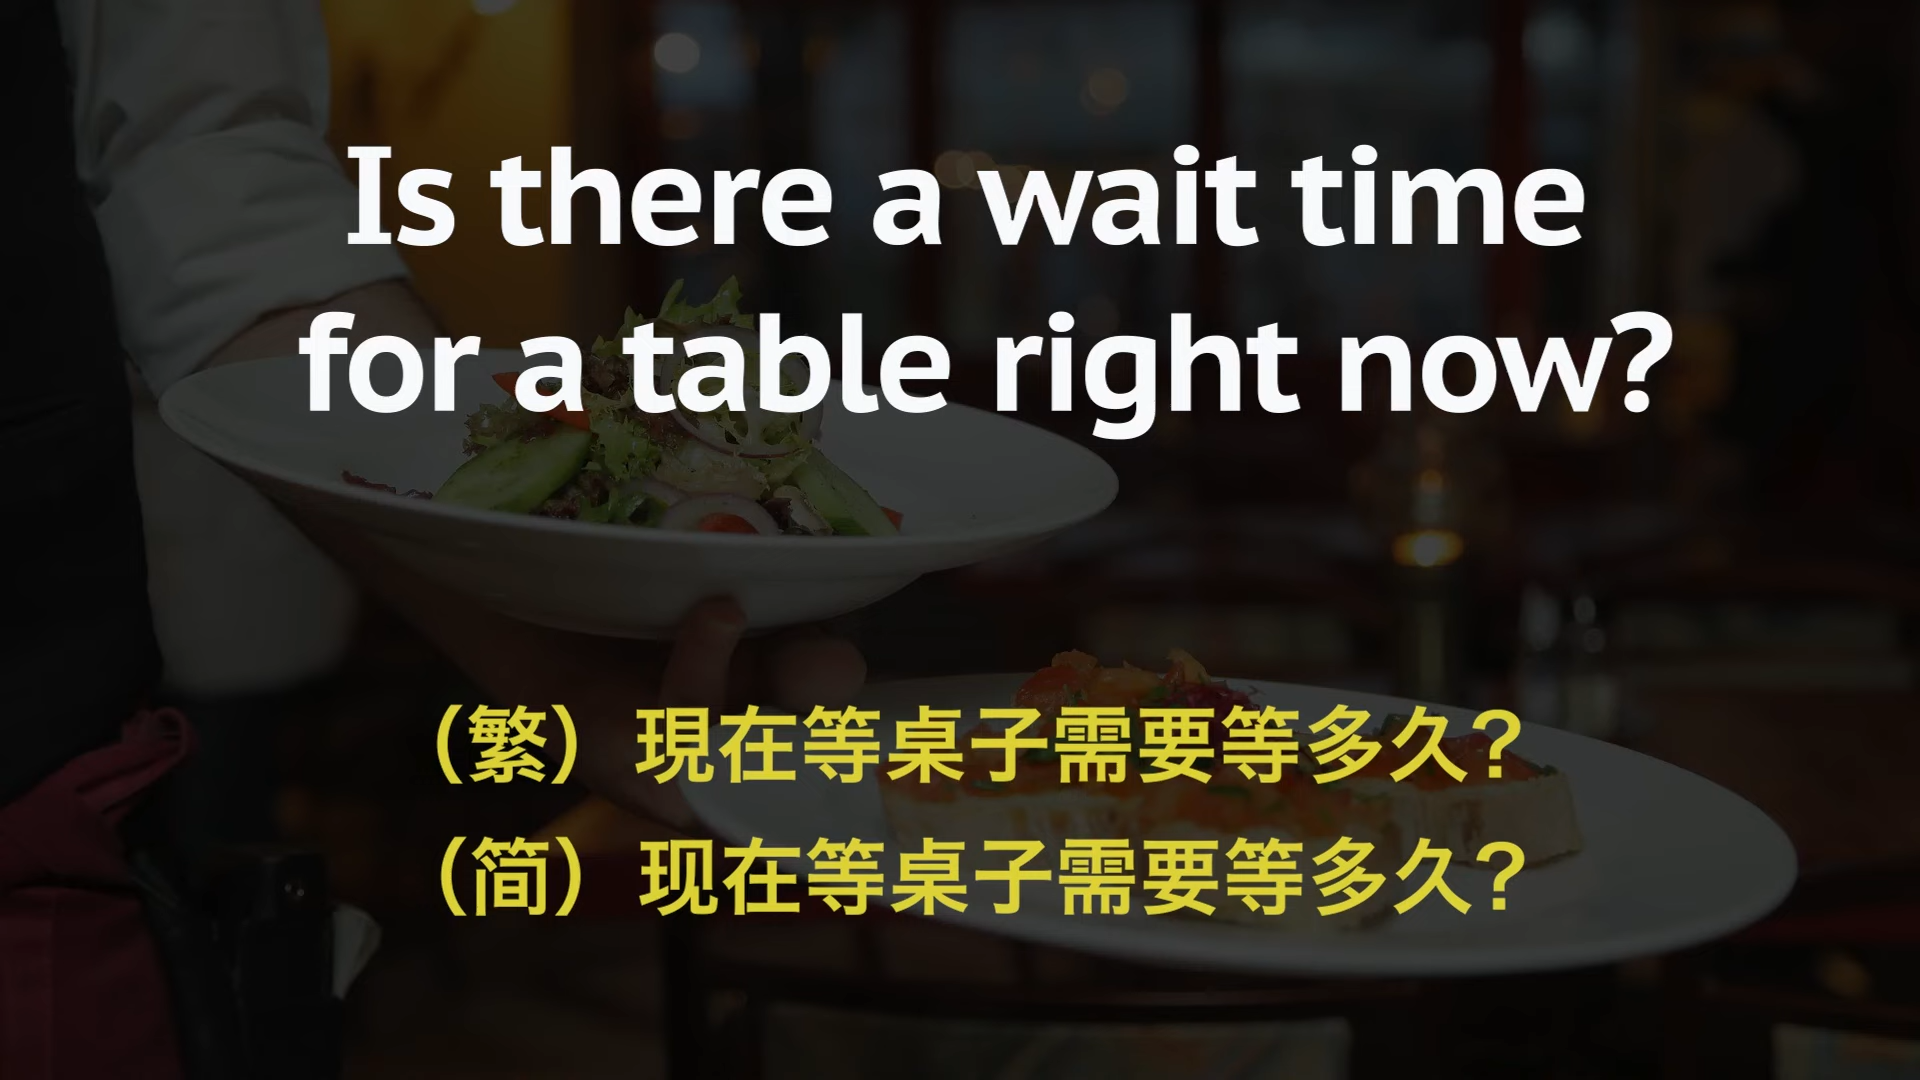 Is there a wait time
for a table right now?
（繁）現在等桌子需要等多久？
（简）现在等桌子需要等多久？